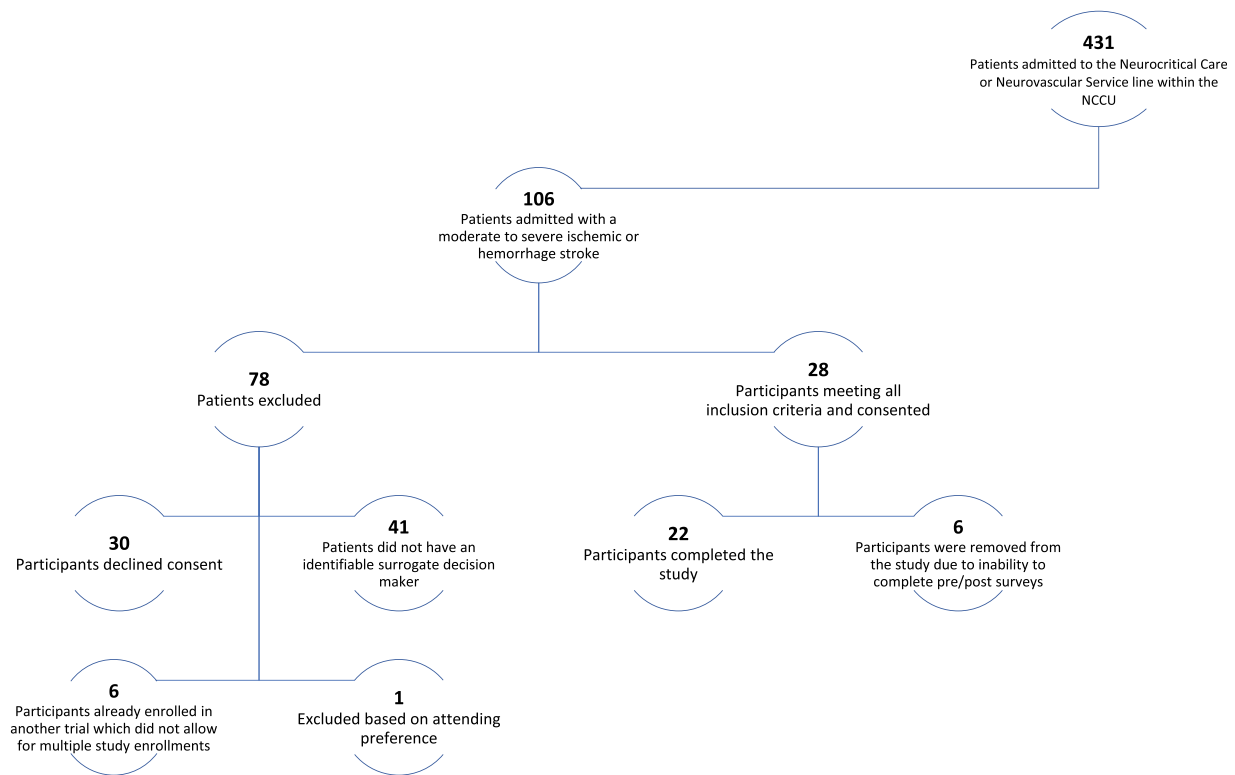 431
Patients admitted to the Neurocritical Care
or Neurovascular Service line within the
NCCU
106
Patients admitted with a
moderate to severe ischemic or
hemorrhage stroke
78
Patients excluded
28
Participants meeting all
inclusion criteria and consented
30
Participants declined consent
41
Patients did not have an
identifiable surrogate decision
maker
22
Participants completed the
study
6
Participants were removed from
the study due to inability to
complete pre/post surveys
6
Participants already enrolled in
another trial which did not allow
for multiple study enrollments
1
Excluded based on attending
preference